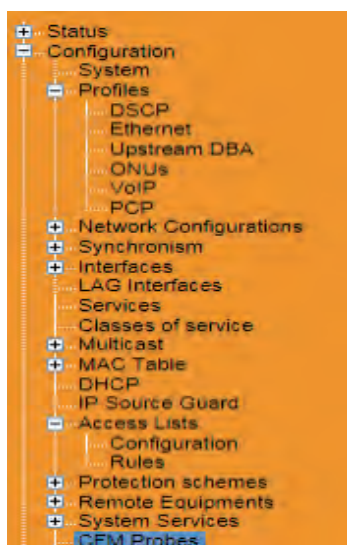 Status
Configuration
System
Profiles
DSCP
Ethernet
Upstream DBA
ONUs
VoIP
PCP
Network Configurations
Synchronism
Interfaces
LAG Interfaces
Services
Classes of service
Multicast
MAC Table
DHCP
IP Source Guard
Access Lists
Configuration
Rules
Protection schemes
Remote Equipments
System Services
CFM Probes